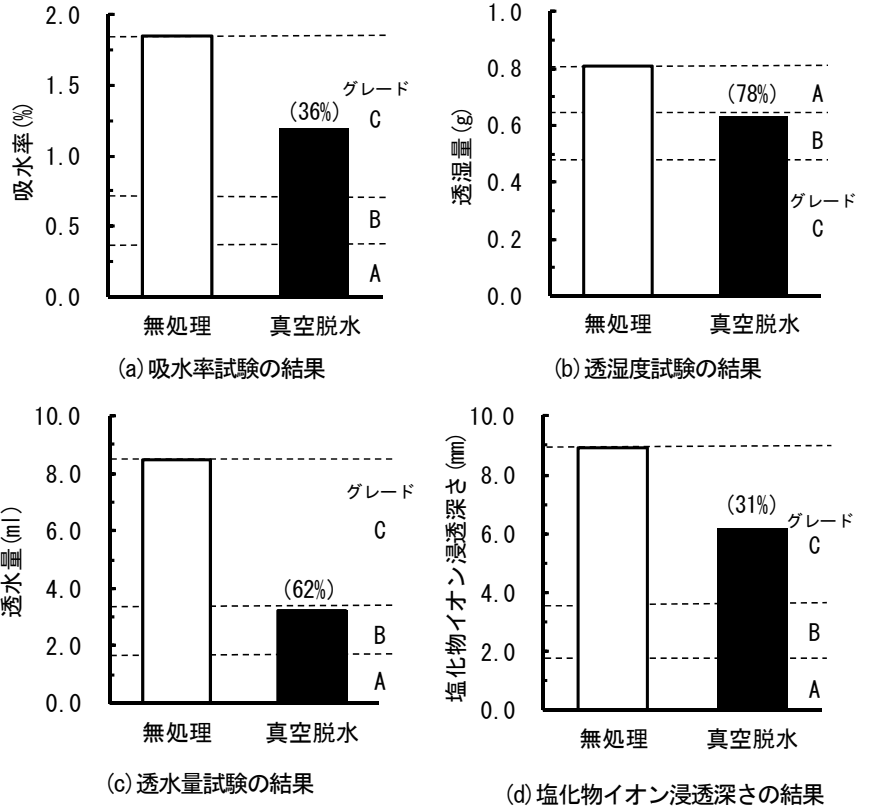 吸水率(%)
2.0
1.5
1.0
0.5
0.0
(36%)
グレード
C
B
A
無処理
真空脱水
(a)吸水率試験の結果
透湿量(g)
1.0
0.8
0.6
0.4
0.2
0.0
(78%)
A
B
グレード
C
無処理
真空脱水
(b)透湿度試験の結果
透水量(ml)
10.0
8.0
6.0
4.0
2.0
0.0
(62%)
グレード
C
B
A
無処理
真空脱水
(c)透水量試験の結果
塩化物イオン浸透深さ(㎜)
10.0
8.0
6.0
4.0
2.0
0.0
(31%)
グレード
C
B
A
無処理
真空脱水
(d)塩化物イオン浸透深さの結果